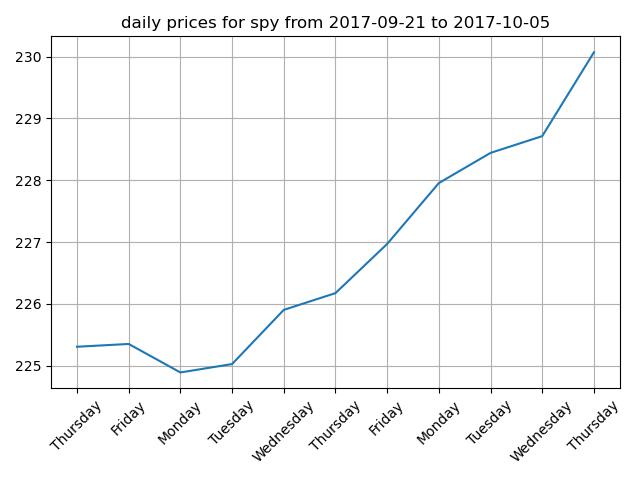 daily prices for spy from 2017-09-21 to 2017-10-05
230
229
228
227
226
225
Thursday
Friday
Monday
Tuesday
Wednesday
Thursday
Friday
Monday
Tuesday
Wednesday
Thursday